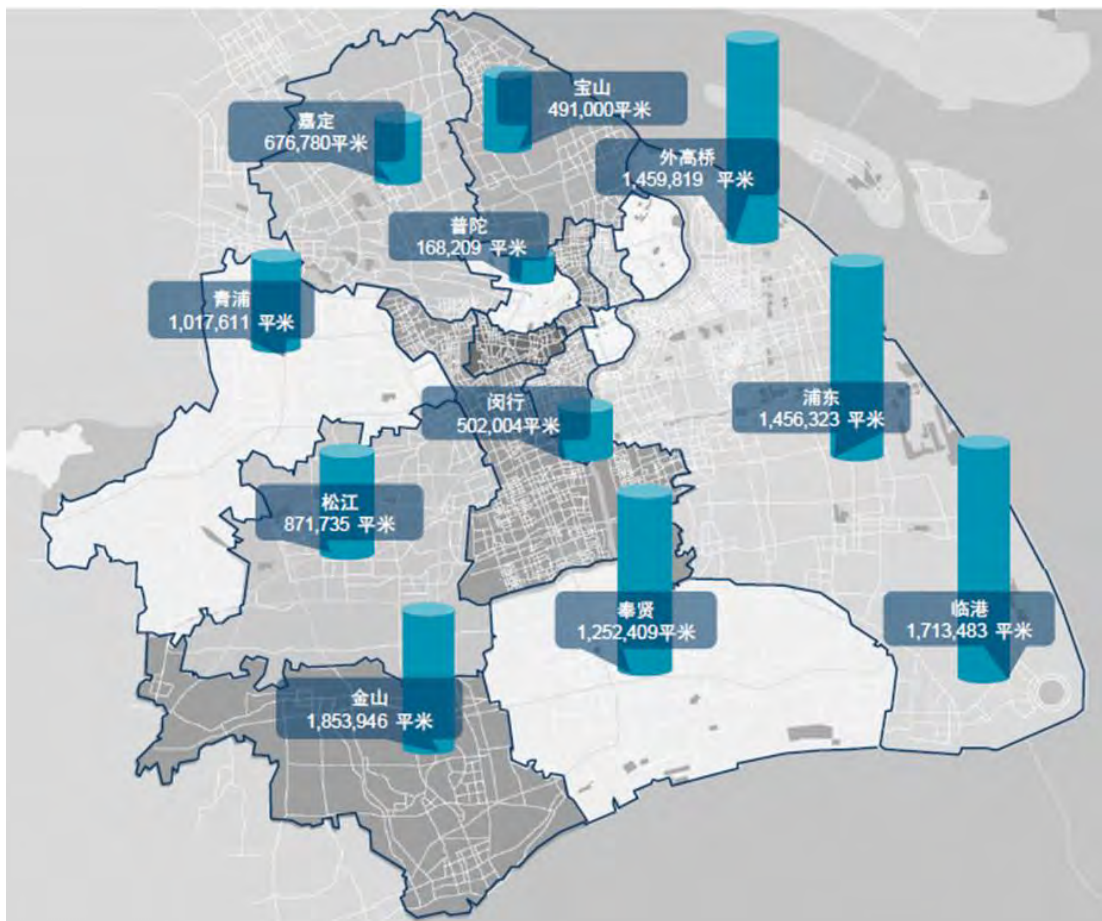 宝山
491,000平米
嘉定
676,780平米
外高桥
1,459,819 平米
普陀
168,209 平米
青浦
1,017,611 平米
浦东
1,456,323 平米
闵行
502,004平米
松江
871,735 平米
奉贤
1,252,409平米
临港
1,713,483 平米
金山
1,853,946 平米